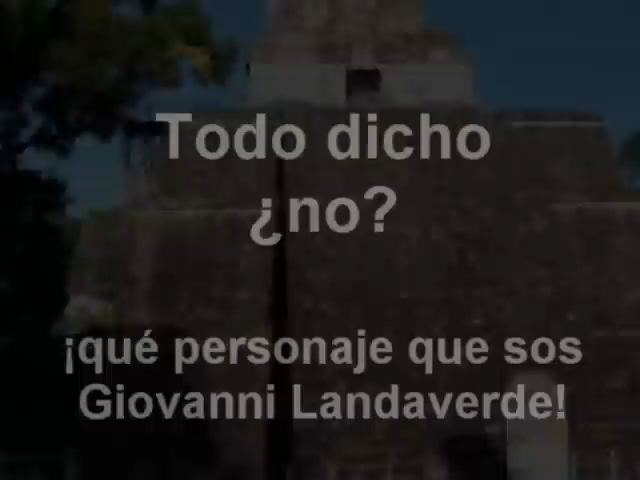 Todo dicho
¿no?
¡qué personaje que sos
Giovanni Landaverde!